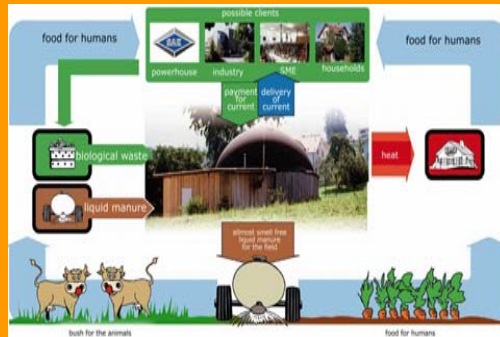 possible clients
food for humans
food for humans
powerhouse
industry
SME
households
payment
for
current
delivery
of
current
biological waste
heat
liquid manure
allmost smell free
liquid manure
for the field
bush for the animals
food for humans